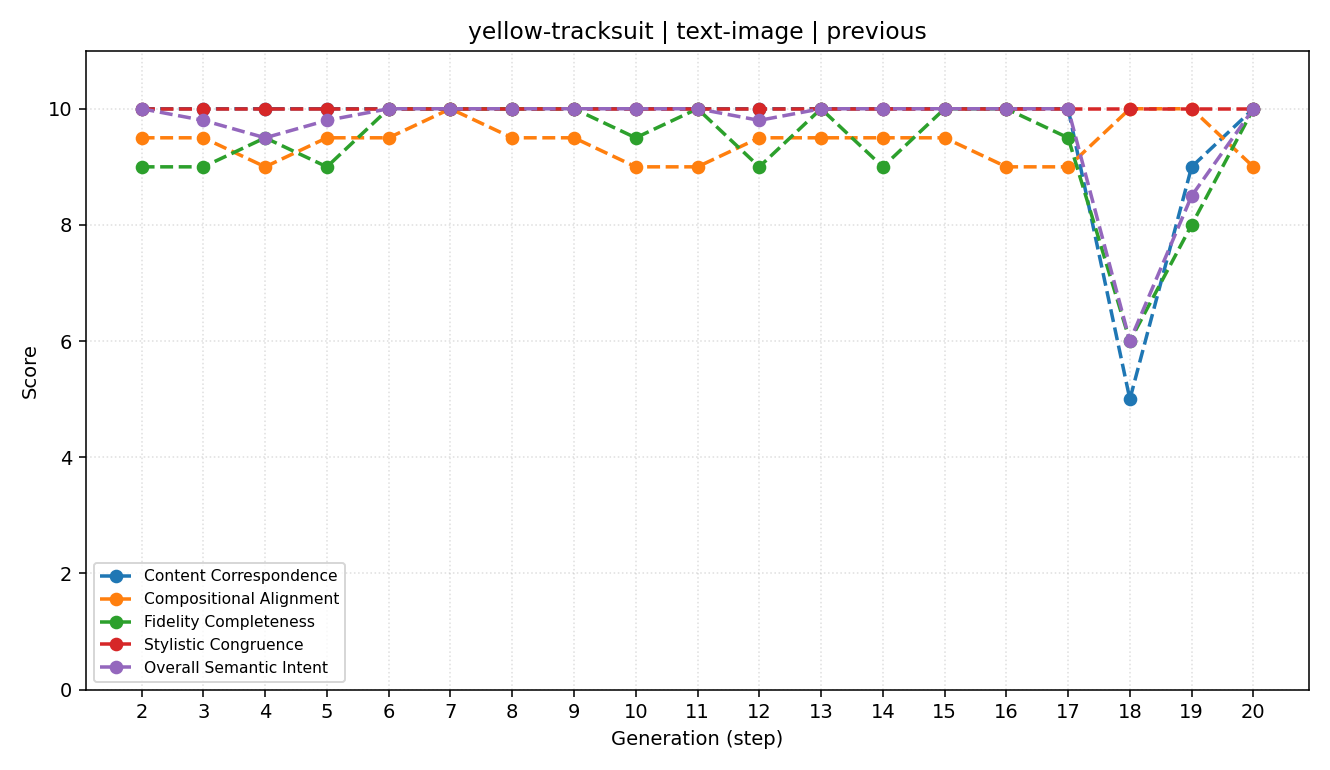 yellow-tracksuit | text-image | previous
10
8
6
4
2
0
Score
Content Correspondence
Compositional Alignment
Fidelity Completeness
Stylistic Congruence
Overall Semantic Intent
2 3 4 5 6 7 8 9 10 11 12 13 14 15 16 17 18 19 20
Generation (step)